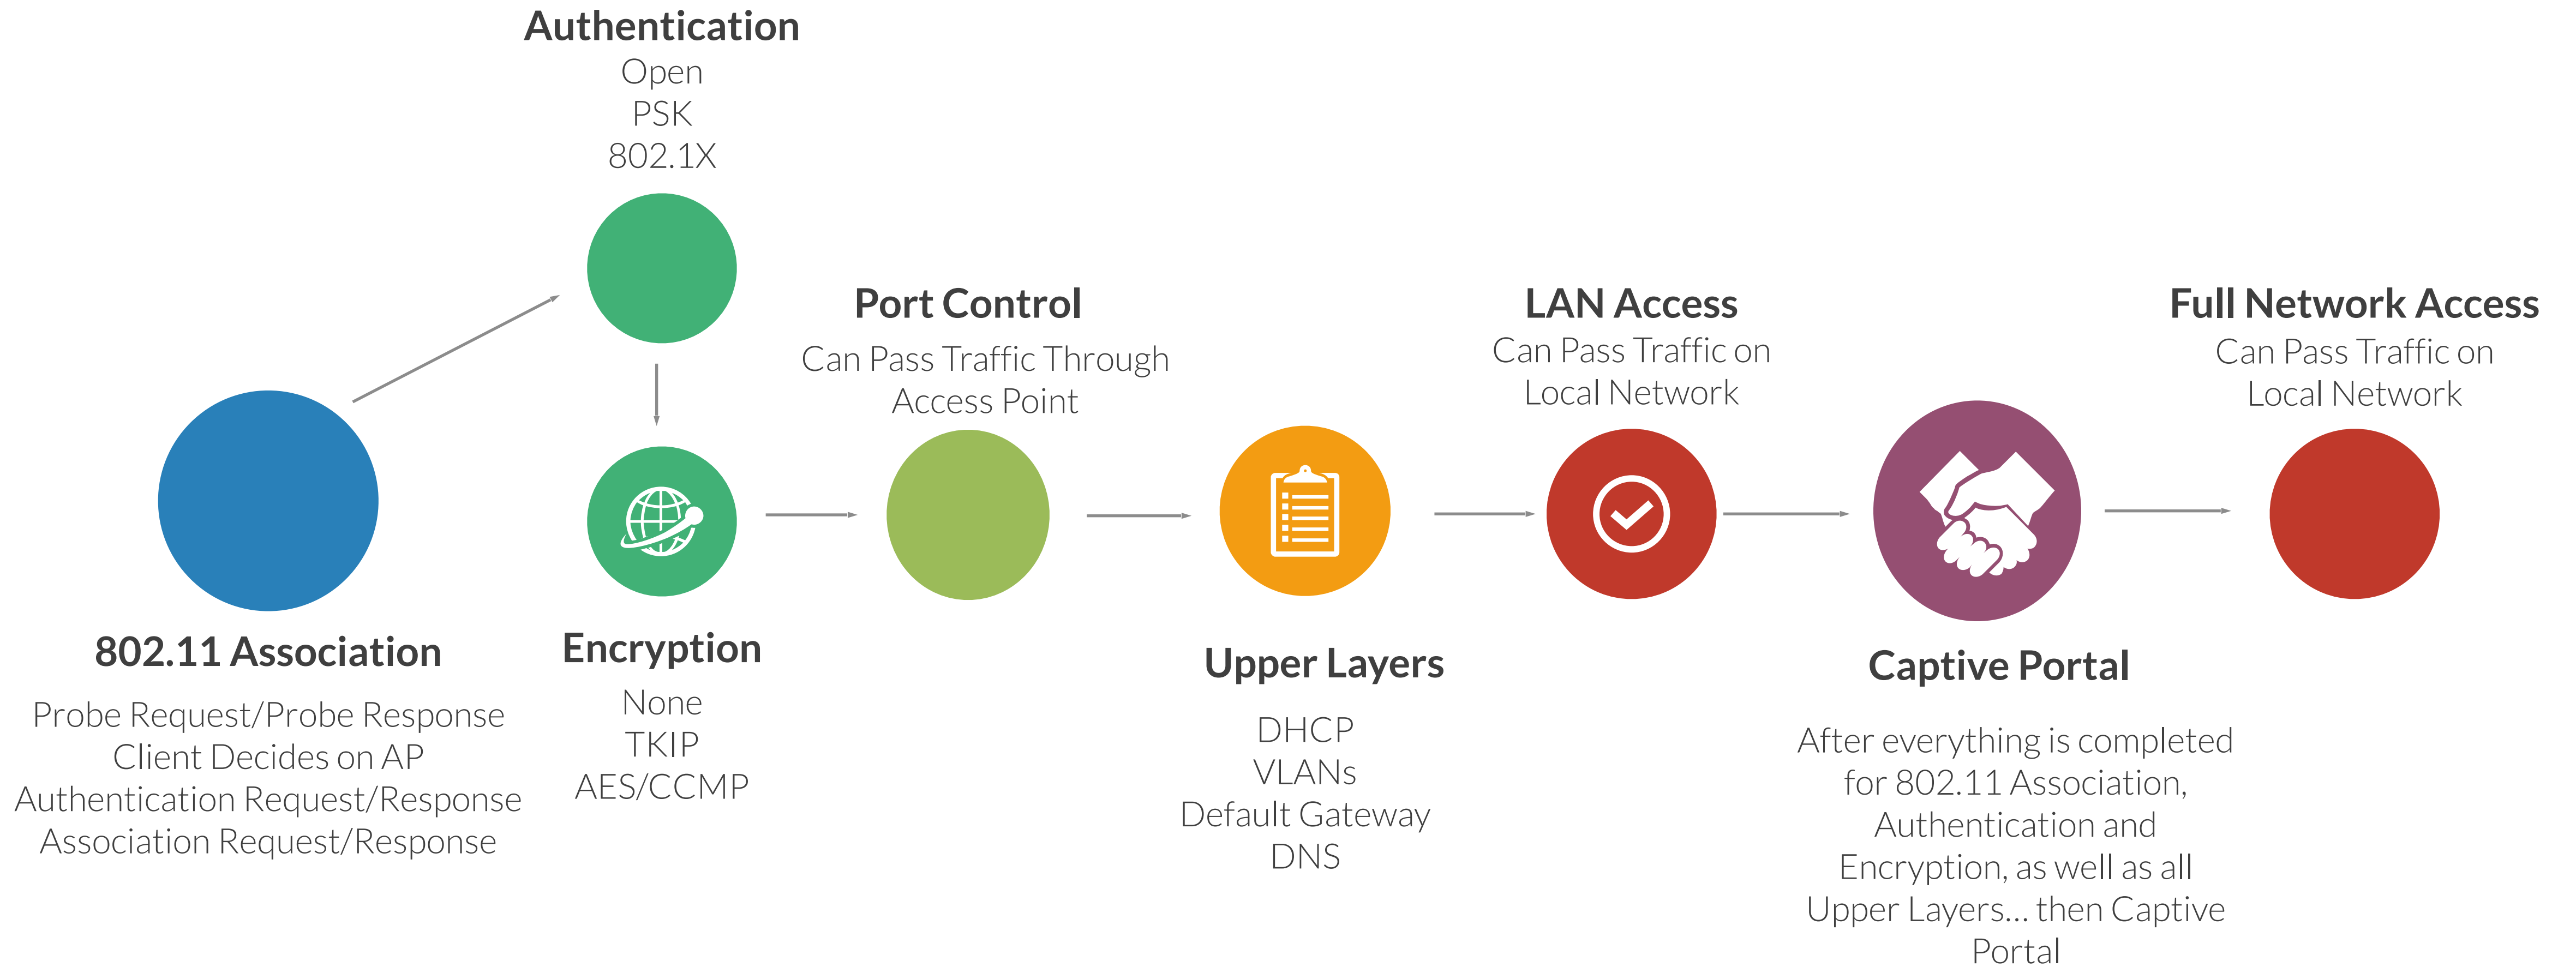 Authentication
Open
PSK
802.1X
802.11 Association
Probe Request/Probe Response
Client Decides on AP
Authentication Request/Response
Association Request/Response
Encryption
None
TKIP
AES/CCMP
Port Control
Can Pass Traffic Through
Access Point
Upper Layers
DHCP
VLANs
Default Gateway
DNS
LAN Access
Can Pass Traffic on
Local Network
Captive Portal
After everything is completed
for 802.11 Association,
Authentication and
Encryption, as well as all
Upper Layers... then Captive
Portal
Full Network Access
Can Pass Traffic on
Local Network